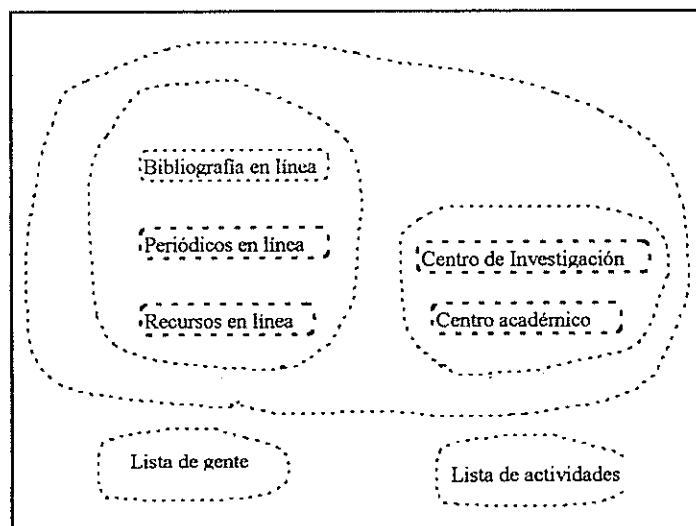 Bibliografía en línea
Periódicos en línea
Recursos en línea
Centro de Investigación
Centro académico
Lista de gente
Lista de actividades